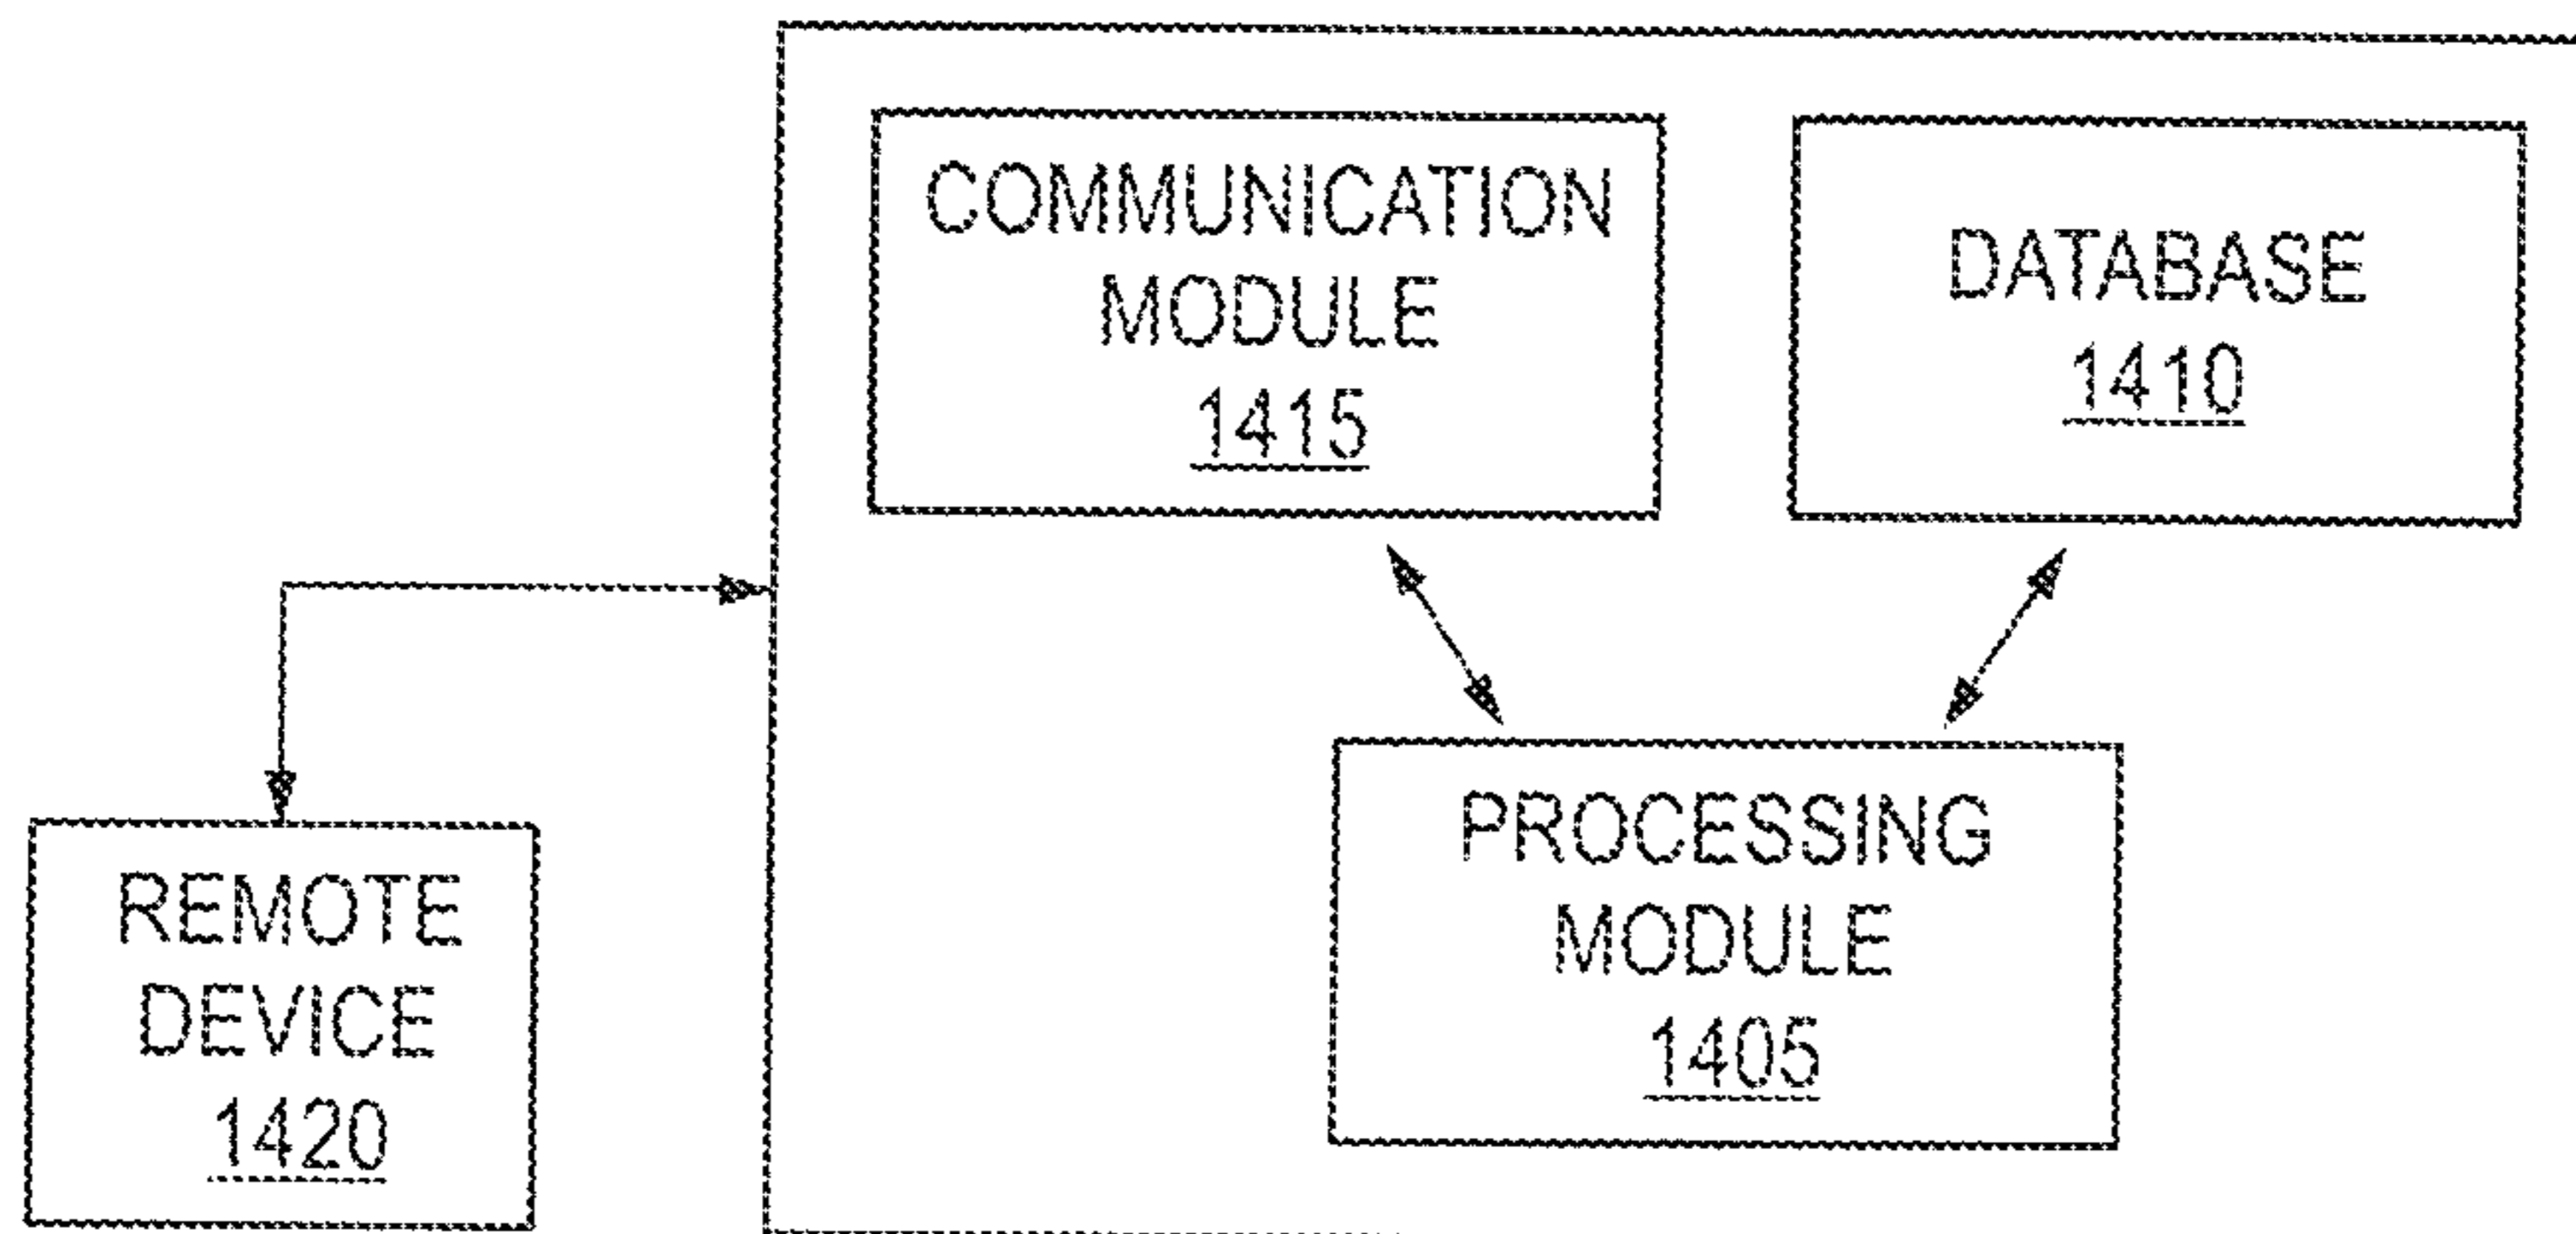 COMMUNICATION
MODULE
1415
DATABASE
1410
PROCESSING
MODULE
1405
REMOTE
DEVICE
1420